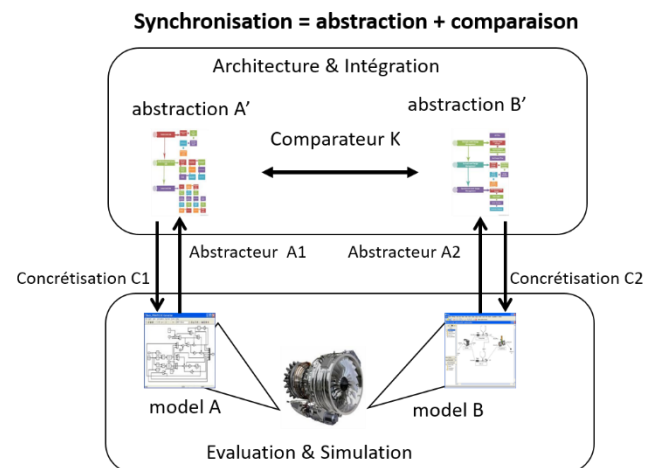 Synchronisation = abstraction + comparaison
Architecture & Intégration
abstraction A’
abstraction B’
Comparateur K
Abstracteur A1
Abstracteur A2
Concrétisation C1
Concrétisation C2
model A
model B
Evaluation & Simulation